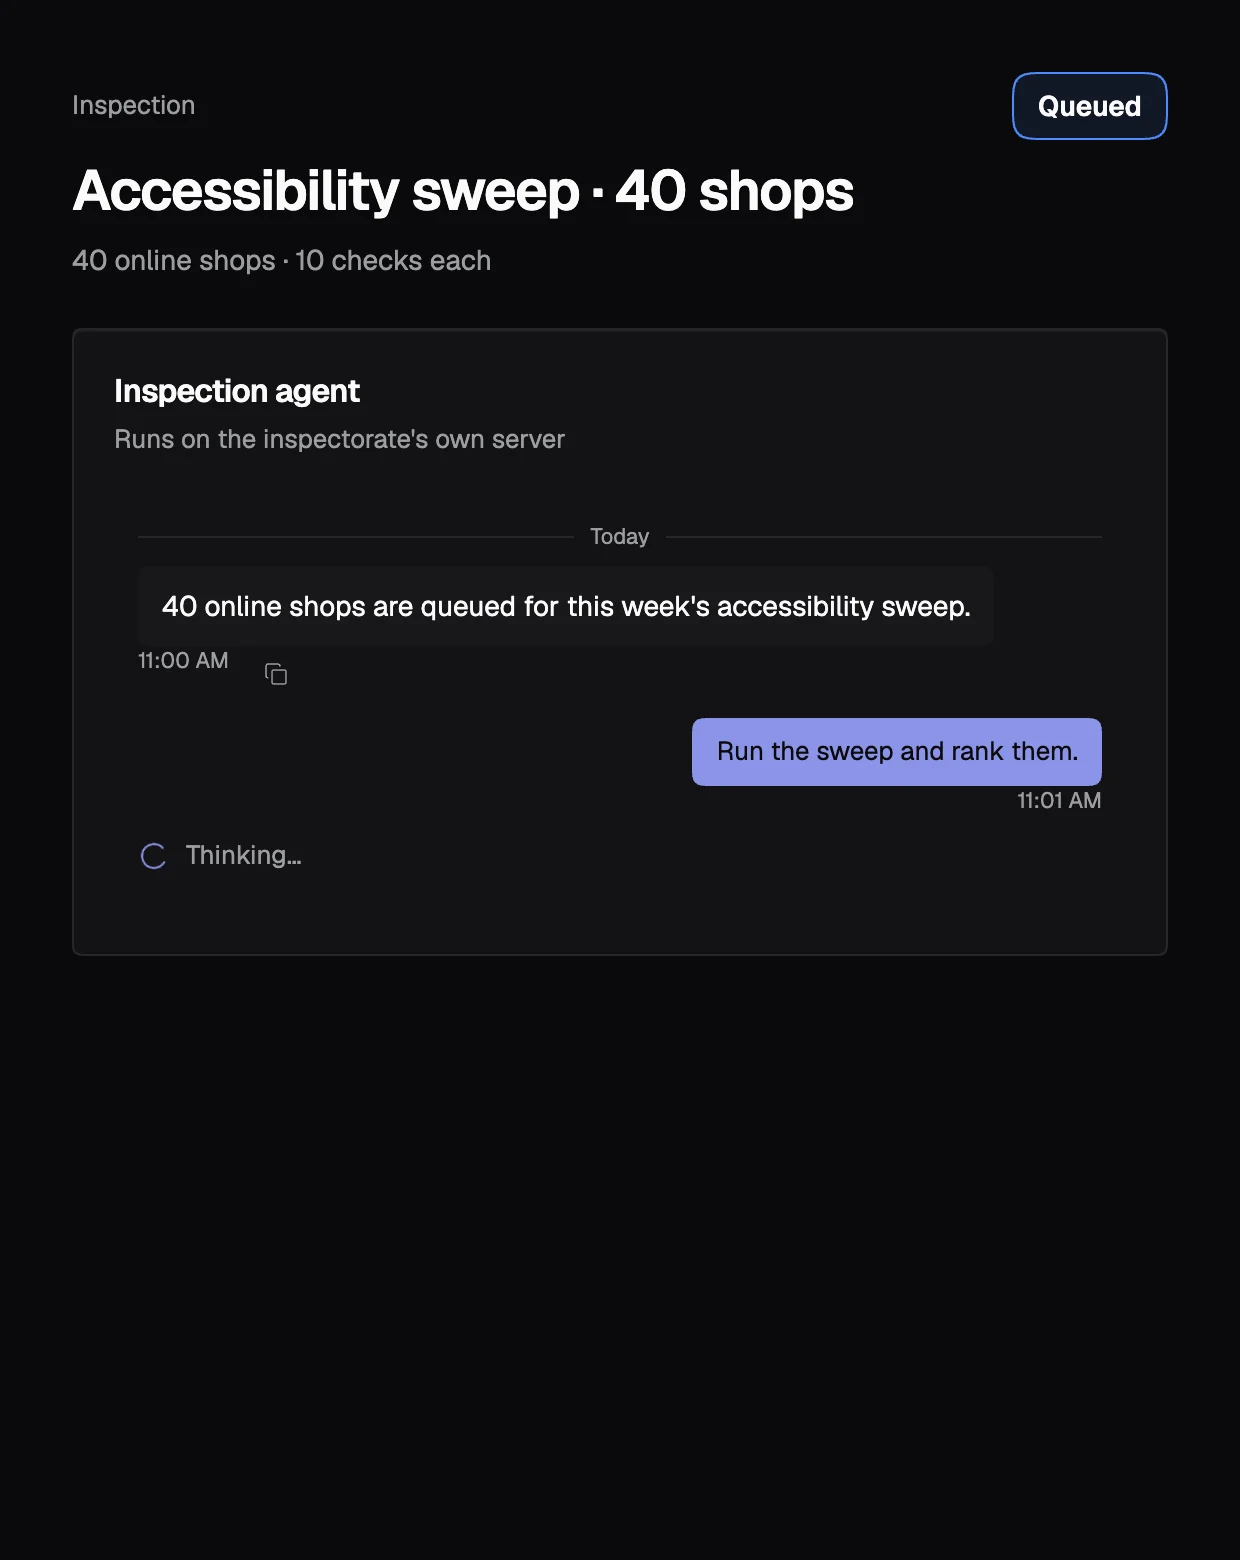 Inspection
Queued
Accessibility sweep · 40 shops
40 online shops · 10 checks each
Inspection agent
Runs on the inspectorate's own server
Today
40 online shops are queued for this week's accessibility sweep.
11:00 AM
Run the sweep and rank them.
11:01 AM
Thinking…